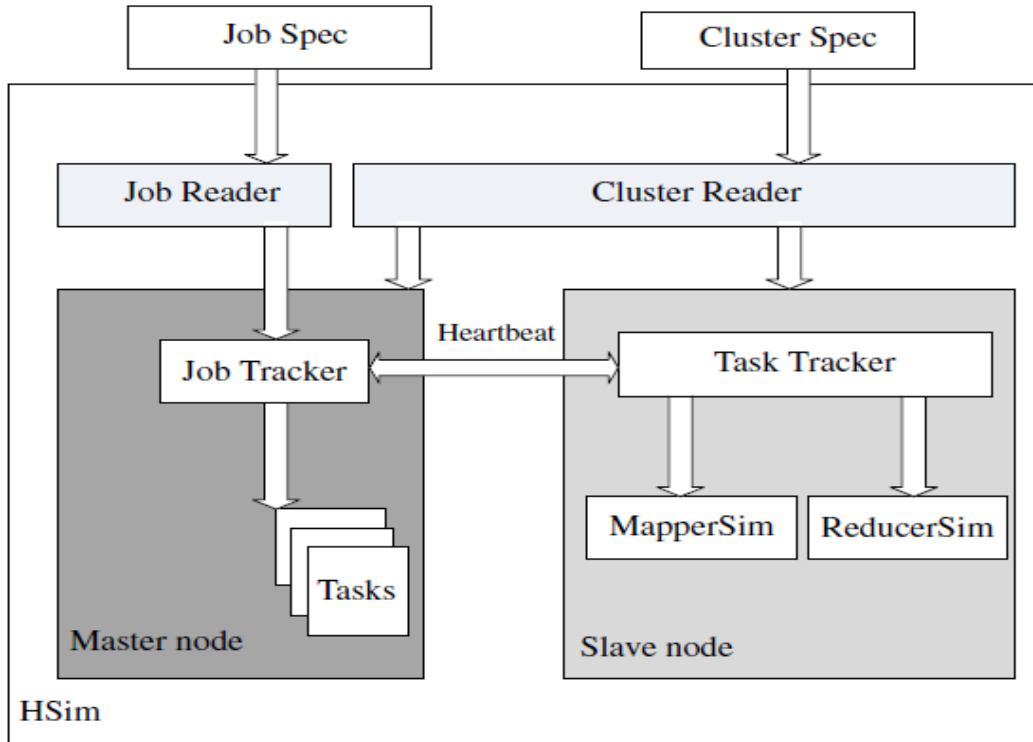 Job Spec
Cluster Spec
Job Reader
Cluster Reader
Heartbeat
Job Tracker
Task Tracker
MapperSim
ReducerSim
Tasks
Master node
Slave node
HSim